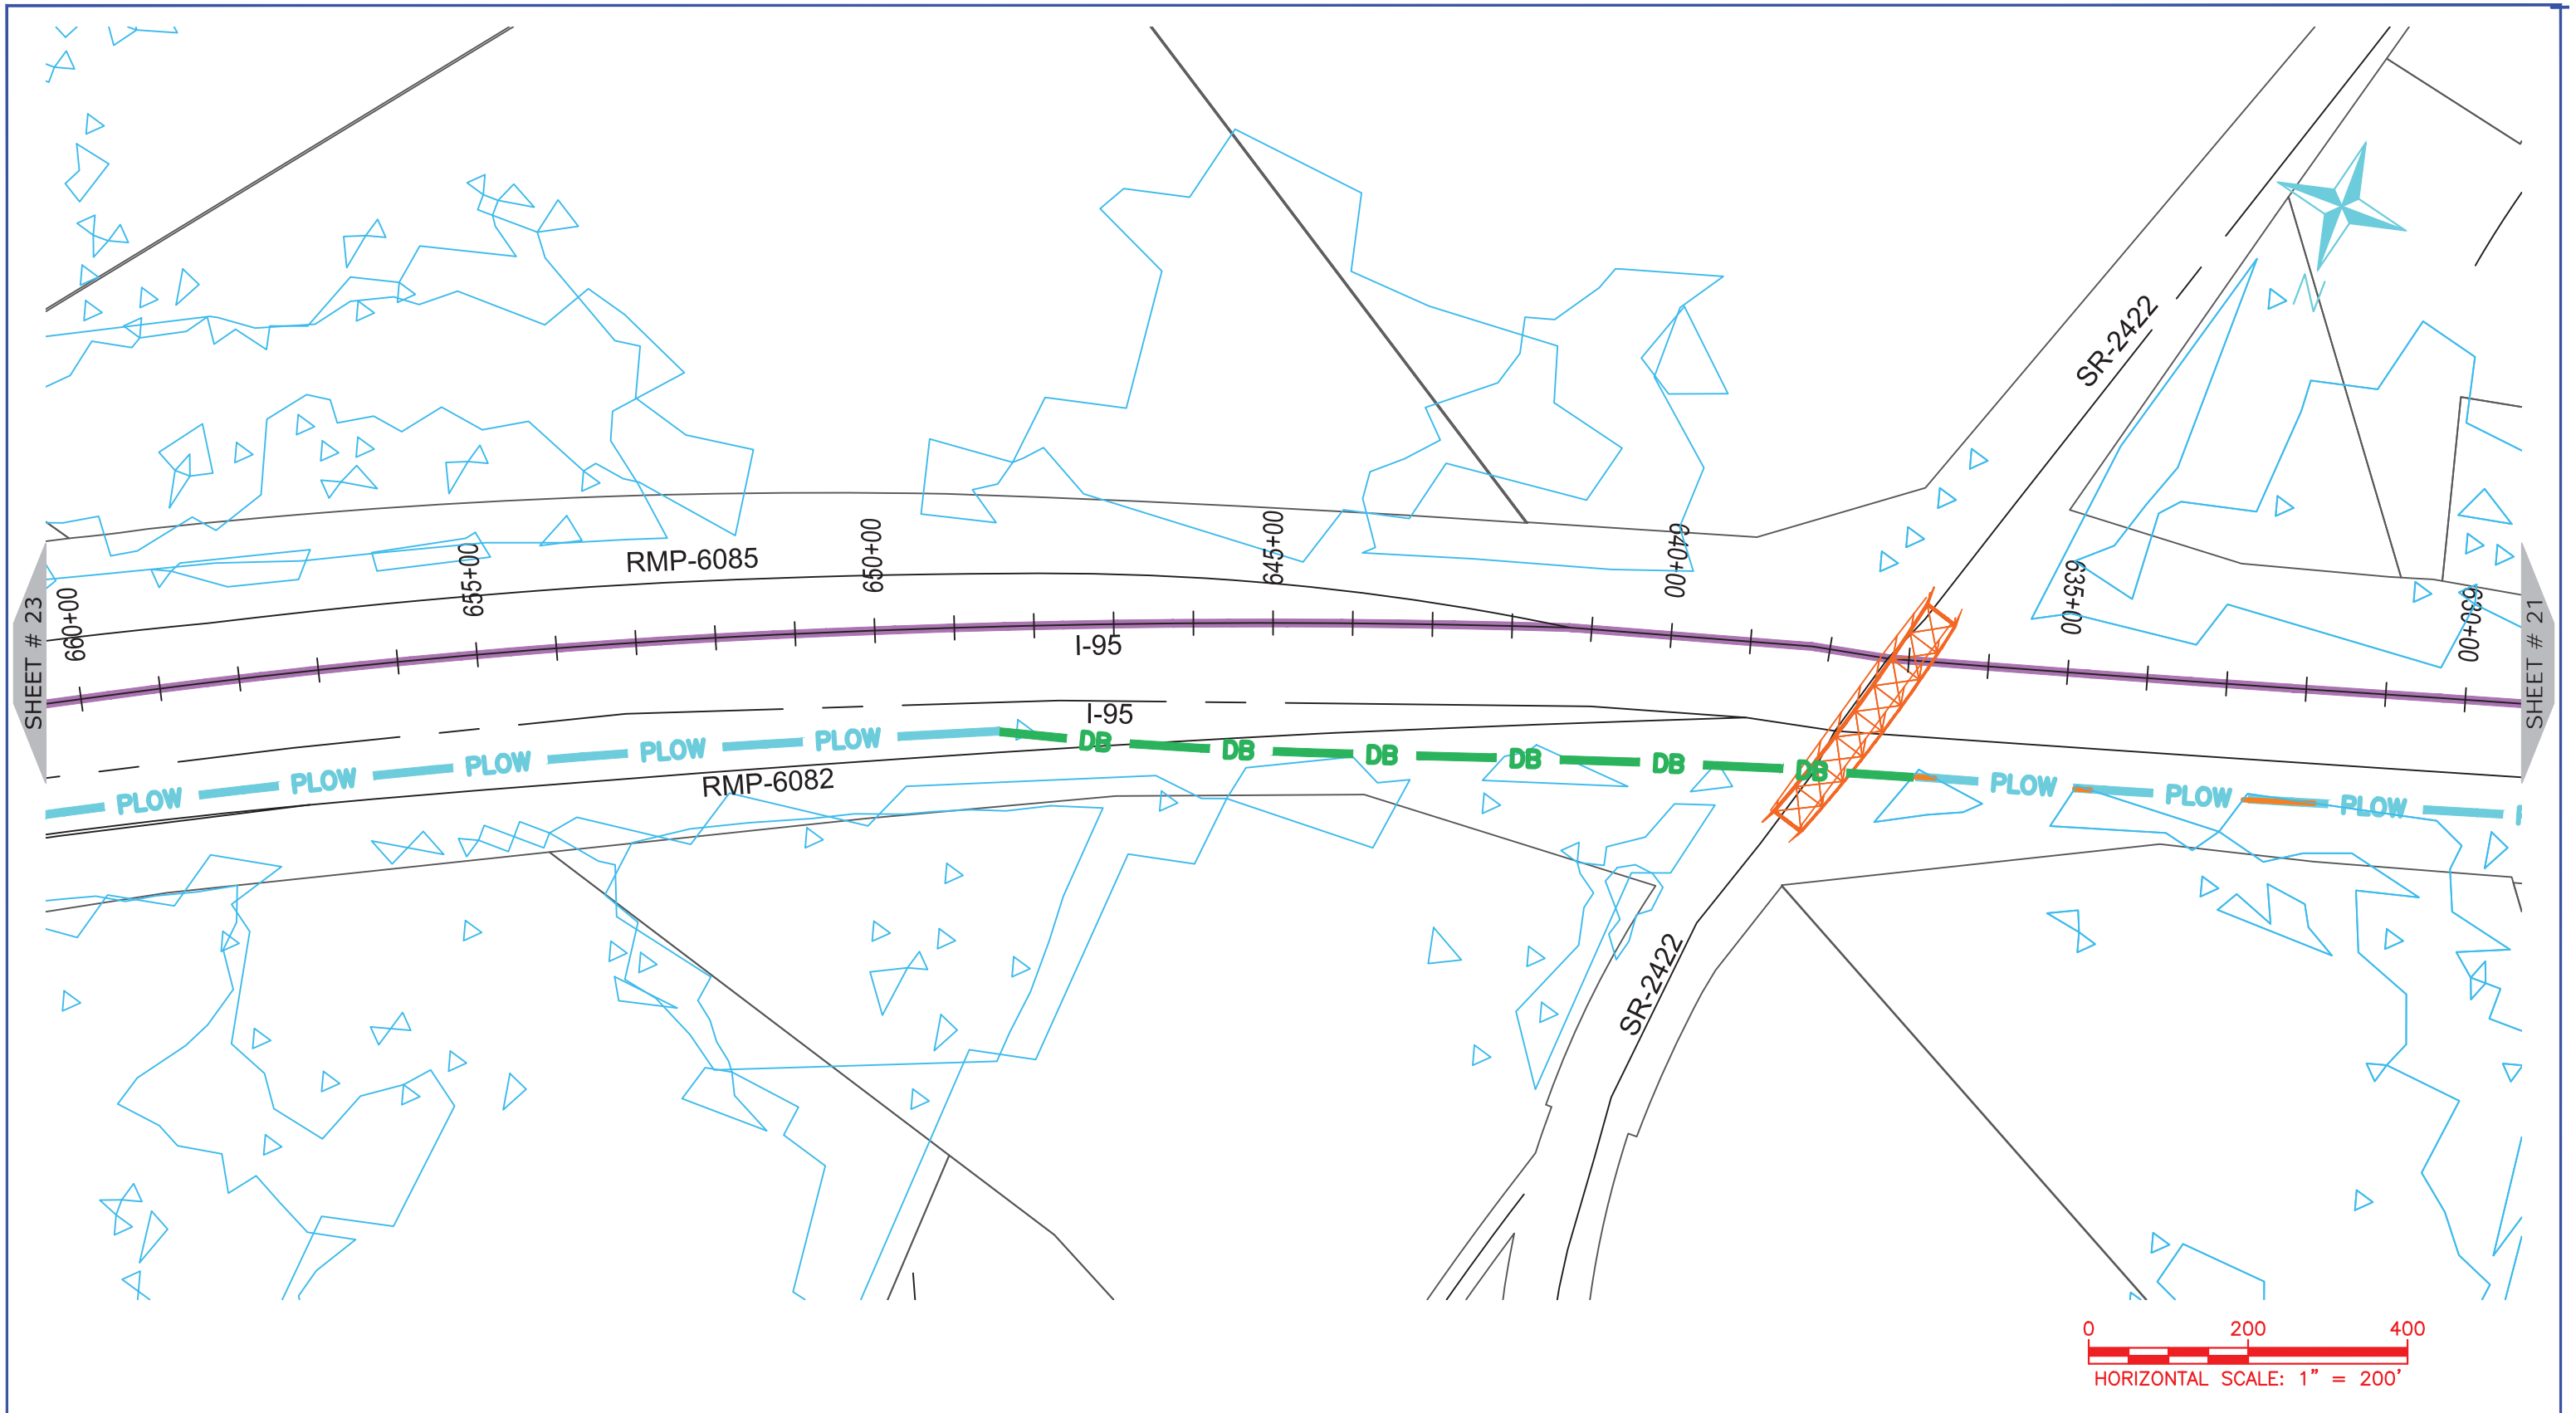 N
SR-2422
RMP-6085
655+00
650+00
645+00
640+00
635+00
630+00
660+00
SHEET # 23
SHEET # 21
I-95
I-95
PLOW PLOW PLOW PLOW PLOW DB DB DB DB DB DB PLOW PLOW PLOW
RMP-6082
SR-2422
0 200 400
HORIZONTAL SCALE: 1" = 200'